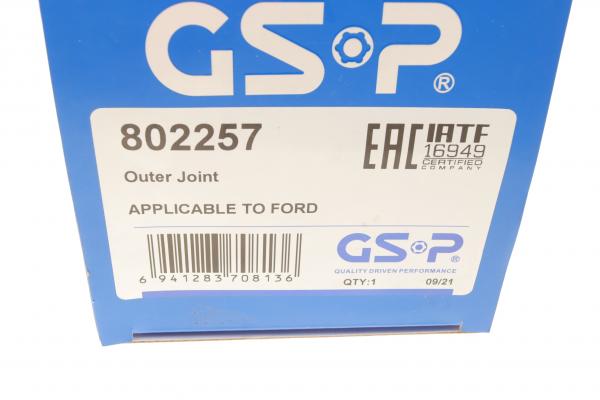 GSP®
802257
EAC IATF
16949
CERTIFIED
COMPANY
Outer Joint
APPLICABLE TO FORD
6 941283 708136
GSP
QUALITY DRIVEN PERFORMANCE
QTY:1 09/21